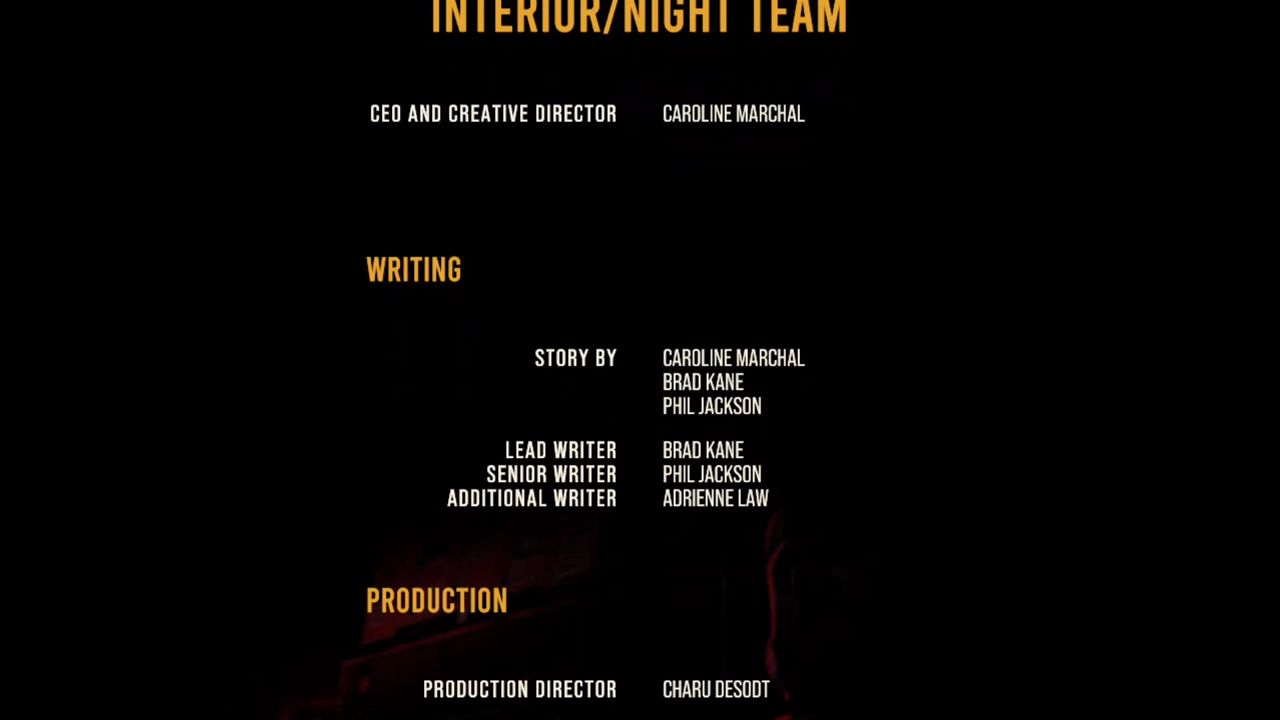 INTERIOR/NIGHT TEAM
CEO AND CREATIVE DIRECTOR CAROLINE MARCHAL
WRITING
STORY BY CAROLINE MARCHAL
BRAD KANE
PHIL JACKSON
LEAD WRITER BRAD KANE
SENIOR WRITER PHIL JACKSON
ADDITIONAL WRITER ADRIENNE LAW
PRODUCTION
PRODUCTION DIRECTOR CHARU DESODT